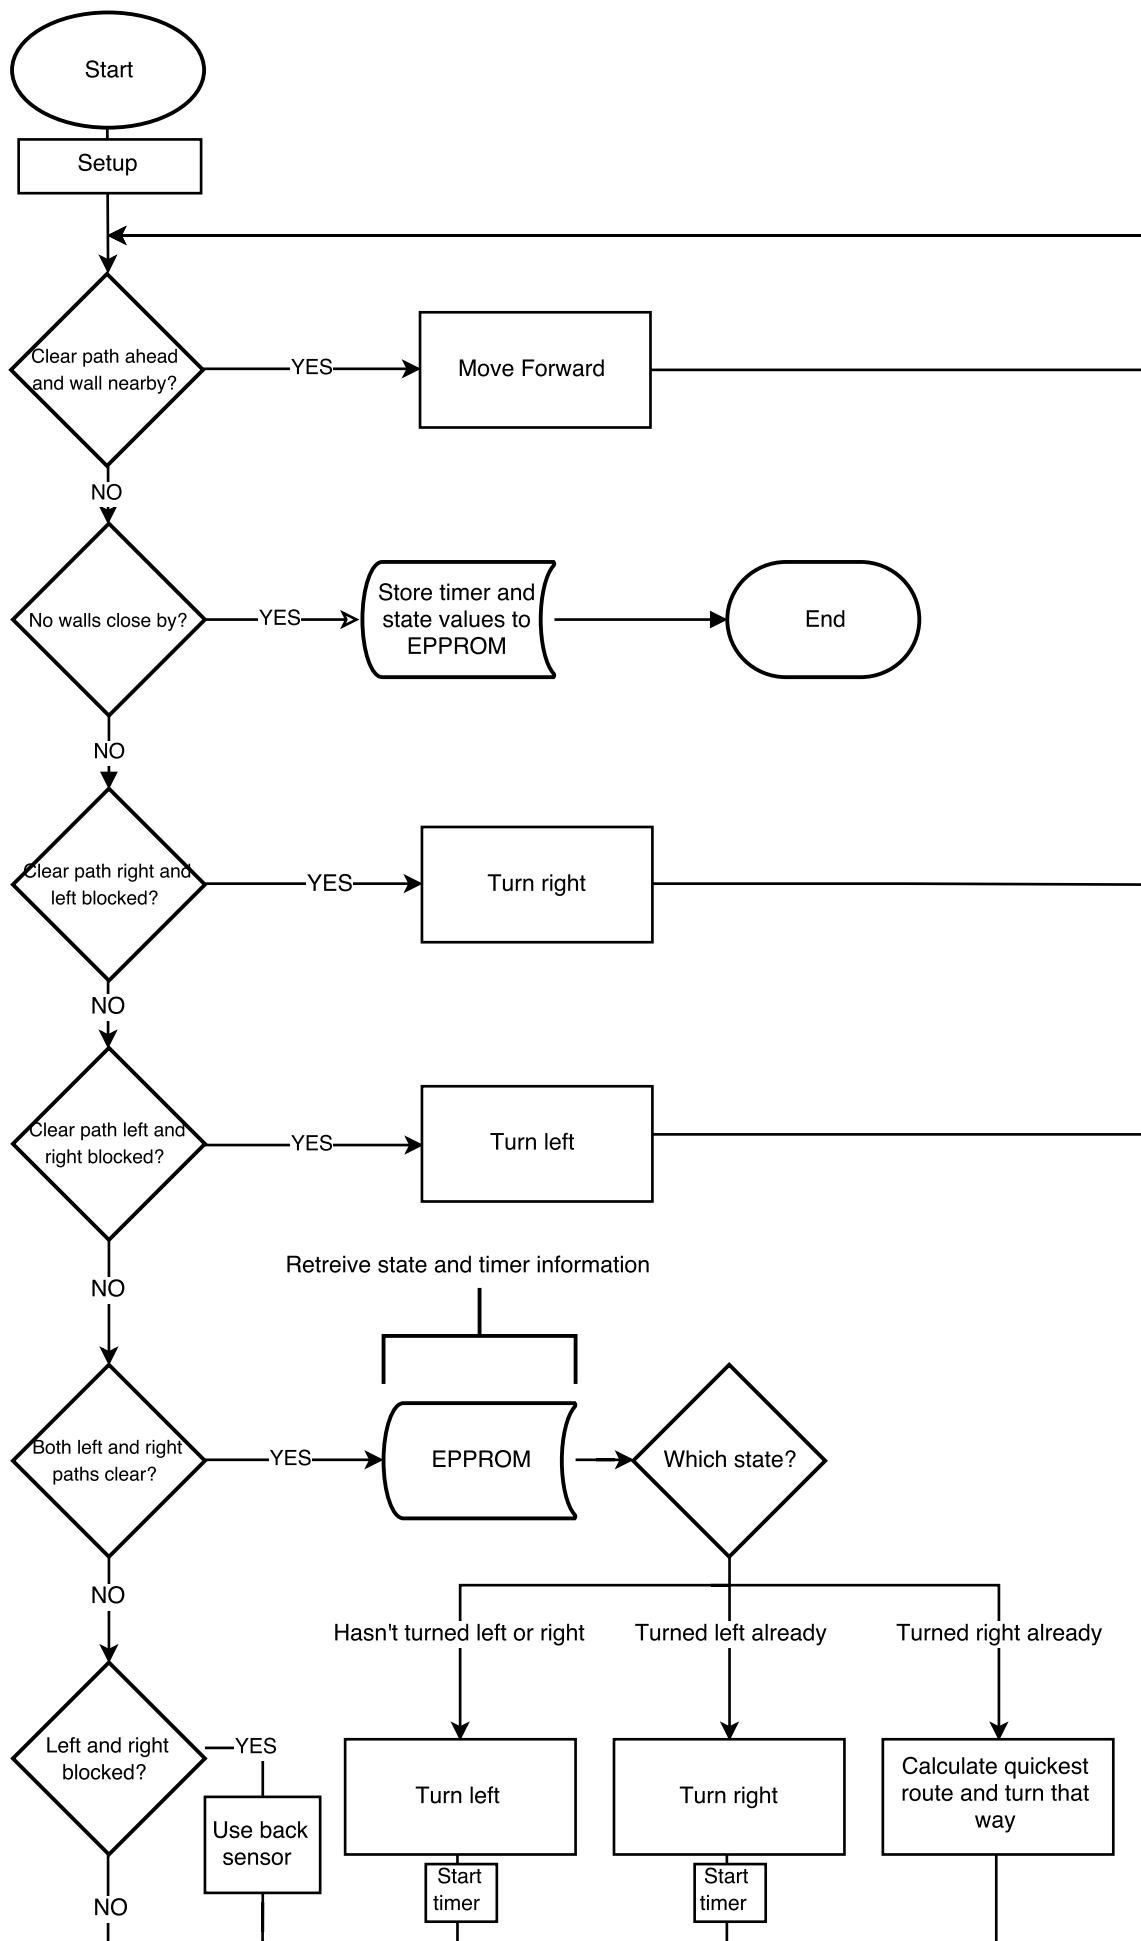 Start
Setup
Clear path ahead
and wall nearby?
YES
Move Forward
NO
No walls close by?
YES
Store timer and
state values to
EPPROM
End
NO
Clear path right and
left blocked?
YES
Turn right
NO
Clear path left and
right blocked?
YES
Turn left
NO
Retreive state and timer information
Both left and right
paths clear?
YES
EPPROM
Which state?
NO
Hasn't turned left or right
Turned left already
Turned right already
Left and right
blocked?
YES
Use back
sensor
Turn left
Turn right
Calculate quickest
route and turn that
way
Start
timer
Start
timer
NO